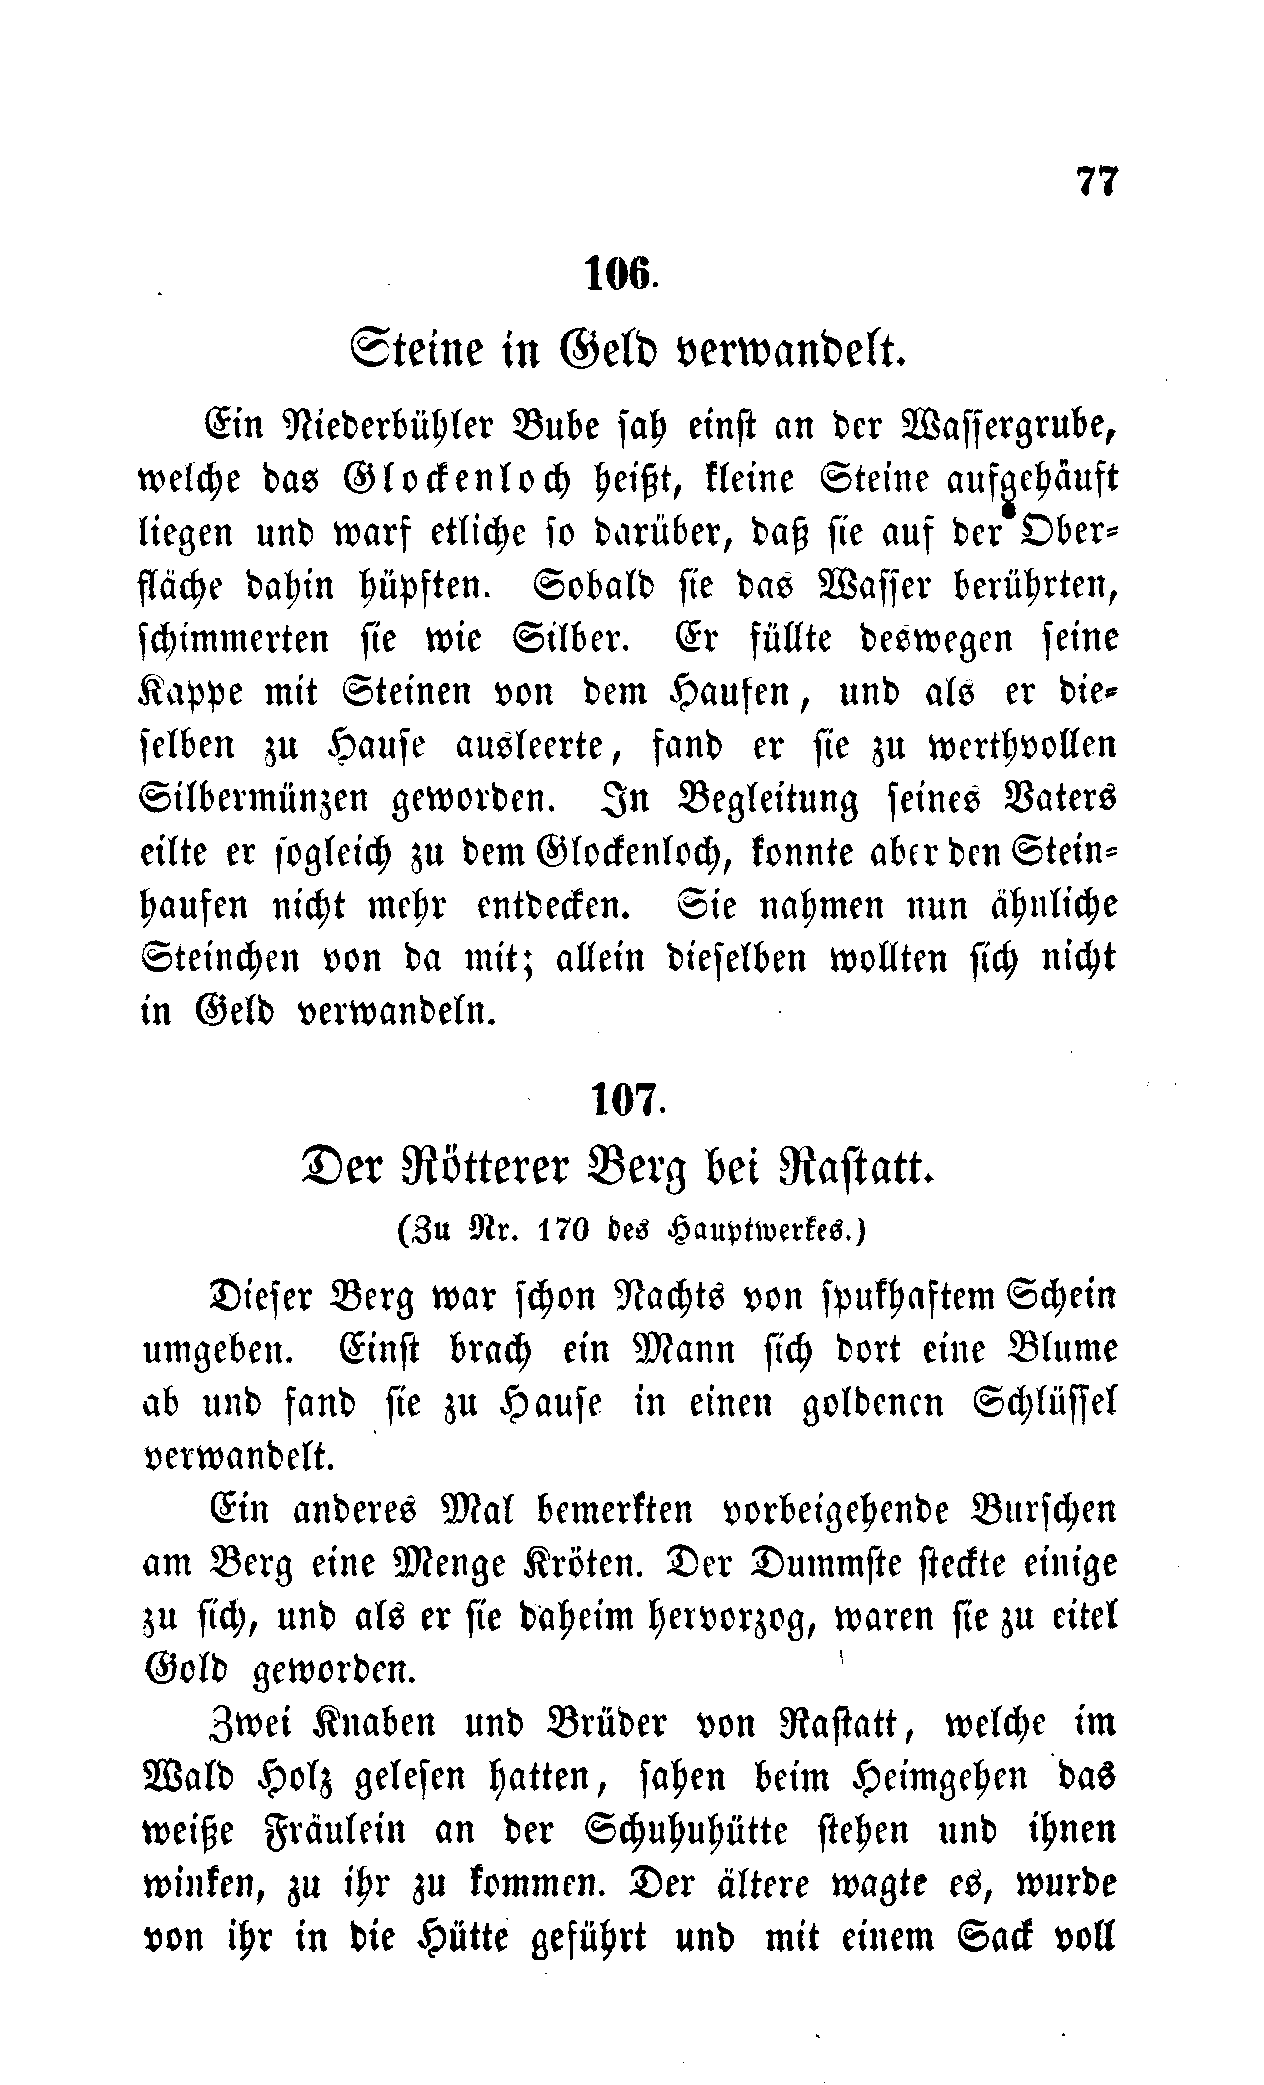 77
106.
Steine in Geld verwandelt.
Ein Niederbühler Bube sah einst an der Wassergrube,
welche das Glockenloch heißt, kleine Steine aufgehäuft
liegen und warf etliche so darüber, daß sie auf der Ober-
fläche dahin hüpften. Sobald sie das Wasser berührten,
schimmerten sie wie Silber. Er füllte deswegen seine
Kappe mit Steinen von dem Haufen, und als er die-
selben zu Hause ausleerte, fand er sie zu werthvollen
Silbermünzen geworden. In Begleitung seines Vaters
eilte er sogleich zu dem Glockenloch, konnte aber den Stein-
haufen nicht mehr entdecken. Sie nahmen nun ähnliche
Steinchen von da mit; allein dieselben wollten sich nicht
in Geld verwandeln.
107.
Der Rötterer Berg bei Rastatt.
(Zu Nr. 170 des Hauptwerkes.)
Dieser Berg war schon Nachts von spukhaftem Schein
umgeben. Einst brach ein Mann sich dort eine Blume
ab und fand sie zu Hause in einen goldenen Schlüssel
verwandelt.
Ein anderes Mal bemerkten vorbeigehende Burschen
am Berg eine Menge Kröten. Der Dummste steckte einige
zu sich, und als er sie daheim hervorzog, waren sie zu eitel
Gold geworden.
Zwei Knaben und Brüder von Rastatt, welche im
Wald Holz gelesen hatten, sahen beim Heimgehen das
weiße Fräulein an der Schuhuhütte stehen und ihnen
winken, zu ihr zu kommen. Der ältere wagte es, wurde
von ihr in die Hütte geführt und mit einem Sack voll